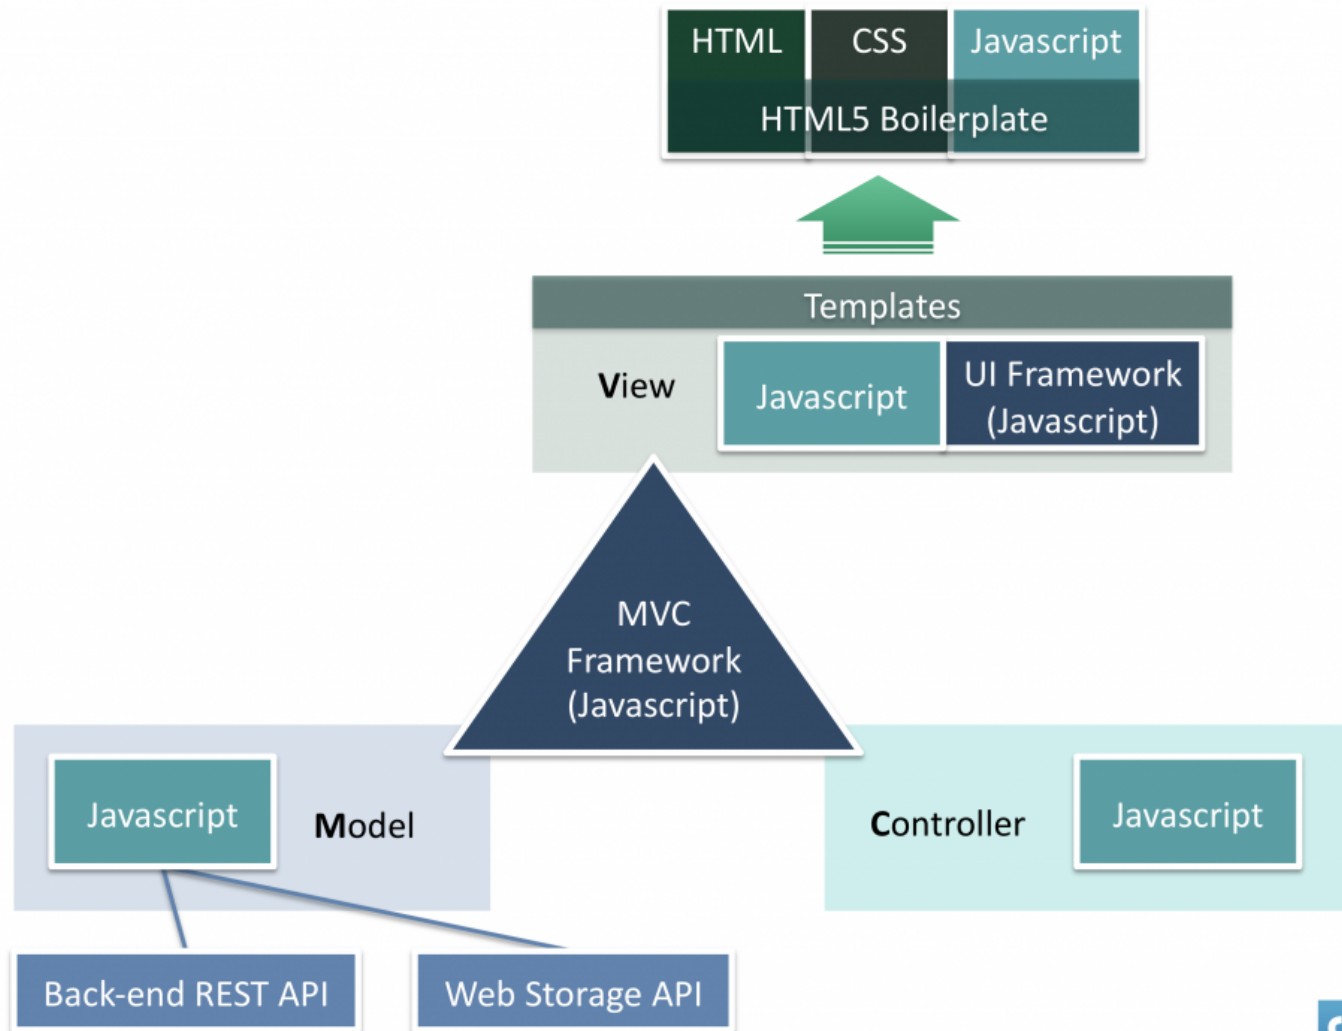 HTML
CSS
Javascript
HTML5 Boilerplate
Templates
View
Javascript
UI Framework
(Javascript)
MVC
Framework
(Javascript)
Javascript
Model
Controller
Javascript
Back-end REST API
Web Storage API